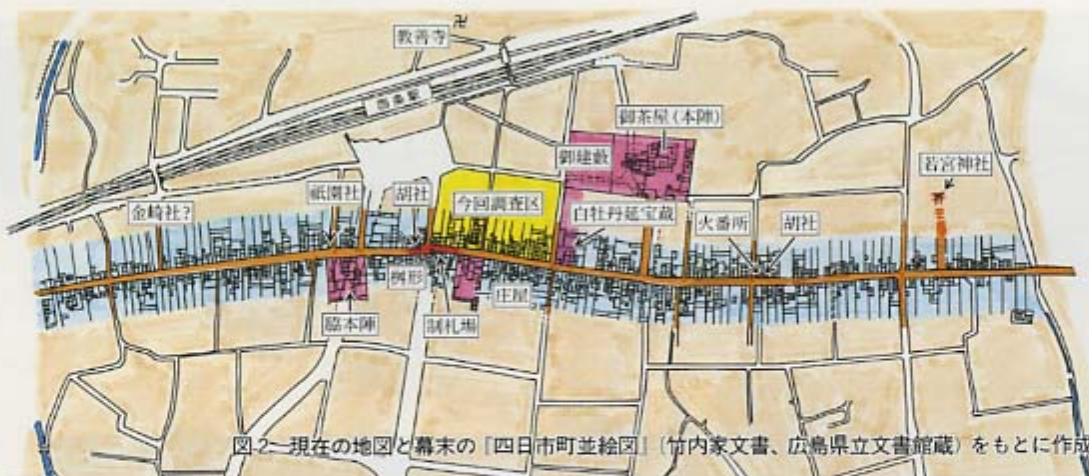 卍
教善寺
西条駅
御茶屋（本陣）
御建敷
若宮神社
祇園社
胡社
今回調査区
金崎社？
白牡丹延宝蔵
火番所
胡社
桝形
庄屋
脇本陣
制札場
図2 現在の地図と幕末の「四日市町並絵図」（竹内家文書、広島県立文書館蔵）をもとに作成